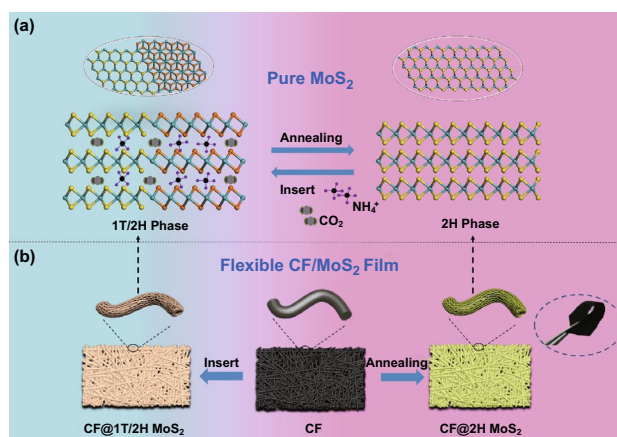 (a)
Pure MoS₂
Annealing
Insert
NH₄⁺
CO₂
1T/2H Phase
2H Phase
(b)
Flexible CF/MoS₂ Film
Insert
Annealing
CF@1T/2H MoS₂
CF
CF@2H MoS₂